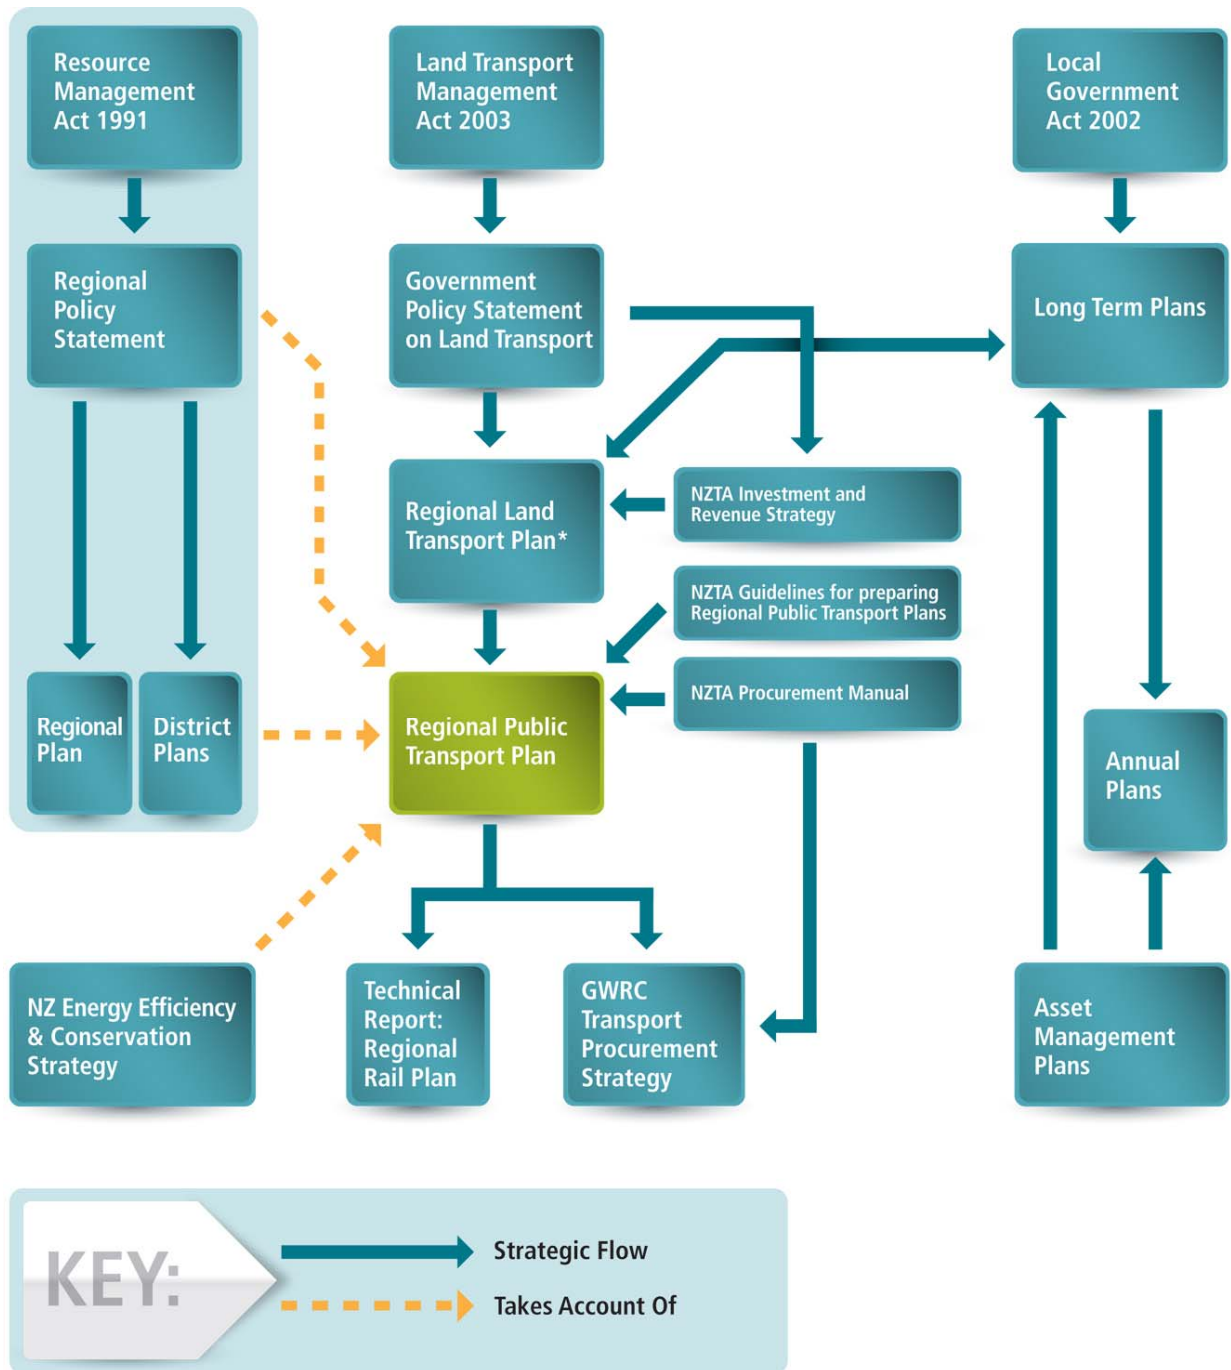 Resource
Management
Act 1991
Land Transport
Management
Act 2003
Local
Government
Act 2002
Regional
Policy
Statement
Government
Policy Statement
on Land Transport
Long Term Plans
Regional Land
Transport Plan*
NZTA Investment and
Revenue Strategy
NZTA Guidelines for preparing
Regional Public Transport Plans
NZTA Procurement Manual
Regional
Plan
District
Plans
Regional Public
Transport Plan
Annual
Plans
NZ Energy Efficiency
& Conservation
Strategy
Technical
Report:
Regional
Rail Plan
GWRC
Transport
Procurement
Strategy
Asset
Management
Plans
KEY:
Strategic Flow
Takes Account Of